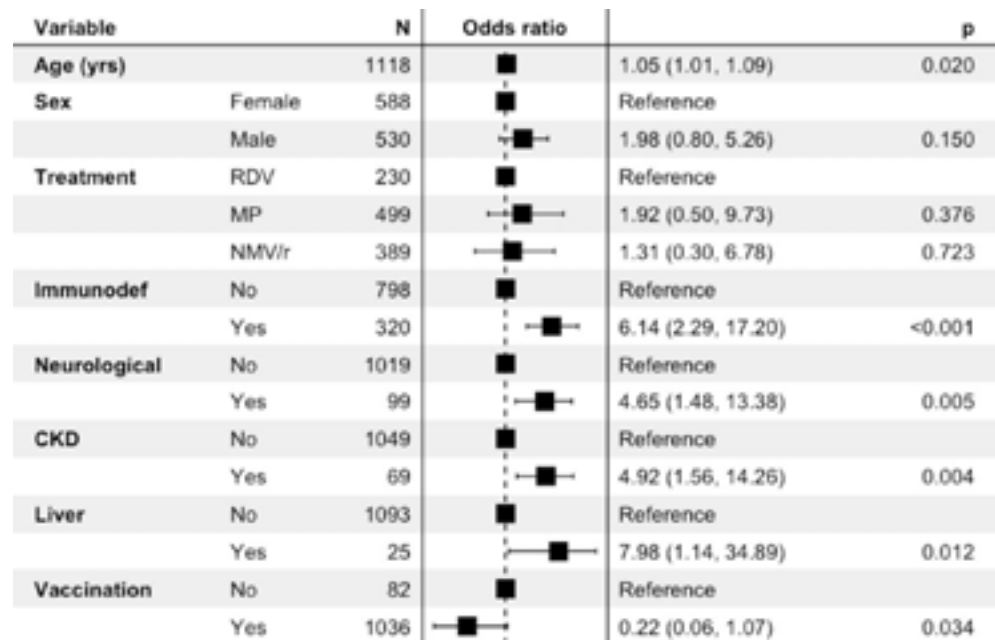 Variable N Odds ratio p
Age (yrs) 1118 1.05 (1.01, 1.09) 0.020
Sex Female 588 Reference
Male 530 1.98 (0.80, 5.26) 0.150
Treatment RDV 230 Reference
MP 499 1.92 (0.50, 9.73) 0.376
NMV/r 389 1.31 (0.30, 6.78) 0.723
Immunodef No 798 Reference
Yes 320 6.14 (2.29, 17.20) <0.001
Neurological No 1019 Reference
Yes 99 4.65 (1.48, 13.38) 0.005
CKD No 1049 Reference
Yes 69 4.92 (1.56, 14.26) 0.004
Liver No 1093 Reference
Yes 25 7.98 (1.14, 34.89) 0.012
Vaccination No 82 Reference
Yes 1036 0.22 (0.06, 1.07) 0.034